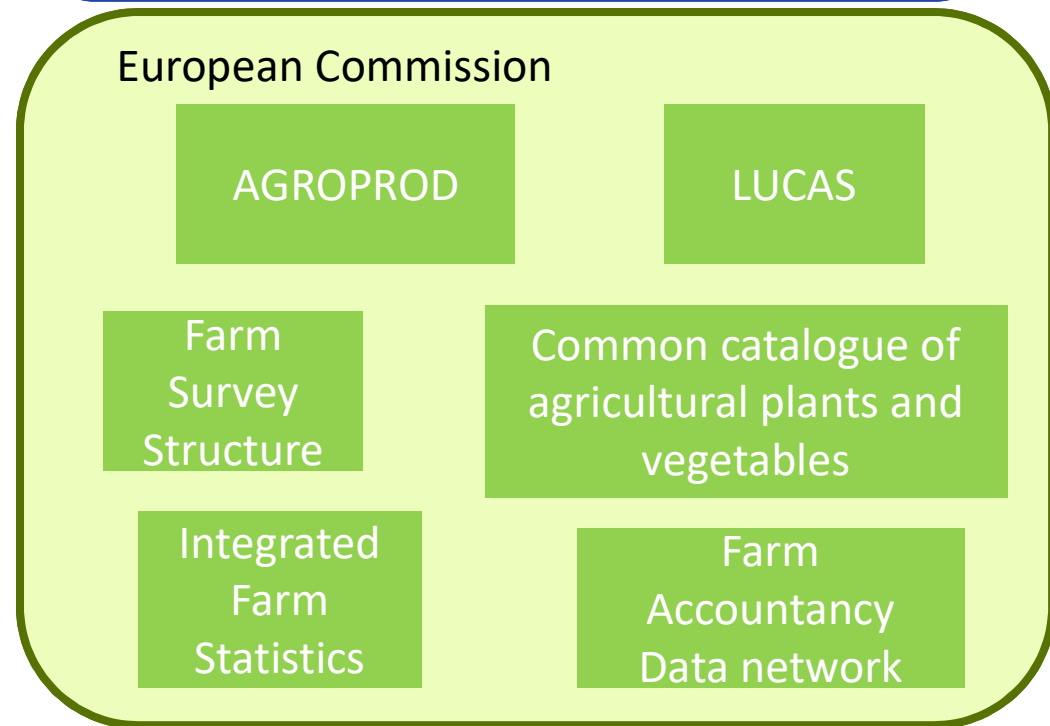 European Commission
AGROPROD
LUCAS
Farm
Survey
Structure
Common catalogue of
agricultural plants and
vegetables
Integrated
Farm
Statistics
Farm
Accountancy
Data network